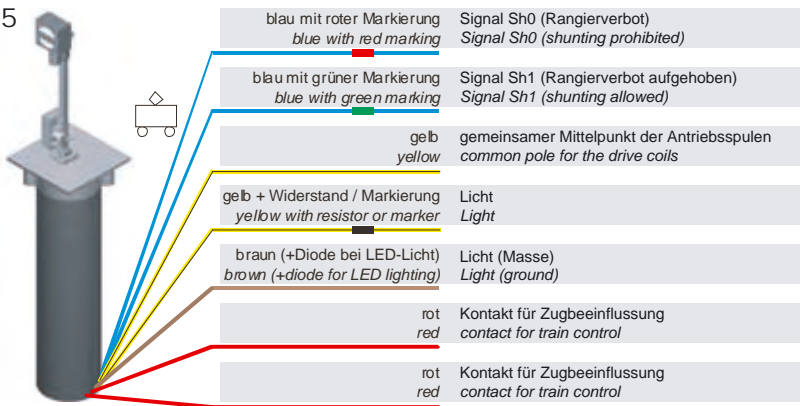 5
blau mit roter Markierung Signal Sh0 (Rangierverbot)
blue with red marking Signal Sh0 (shunting prohibited)
blau mit grüner Markierung Signal Sh1 (Rangierverbot aufgehoben)
blue with green marking Signal Sh1 (shunting allowed)
gelb gemeinsamer Mittelpunkt der Antriebsspulen
yellow common pole for the drive coils
gelb + Widerstand / Markierung Licht
yellow with resistor or marker Light
braun (+Diode bei LED-Licht) Licht (Masse)
brown (+diode for LED lighting) Light (ground)
rot Kontakt für Zugbeeinflussung
red contact for train control
rot Kontakt für Zugbeeinflussung
red contact for train control